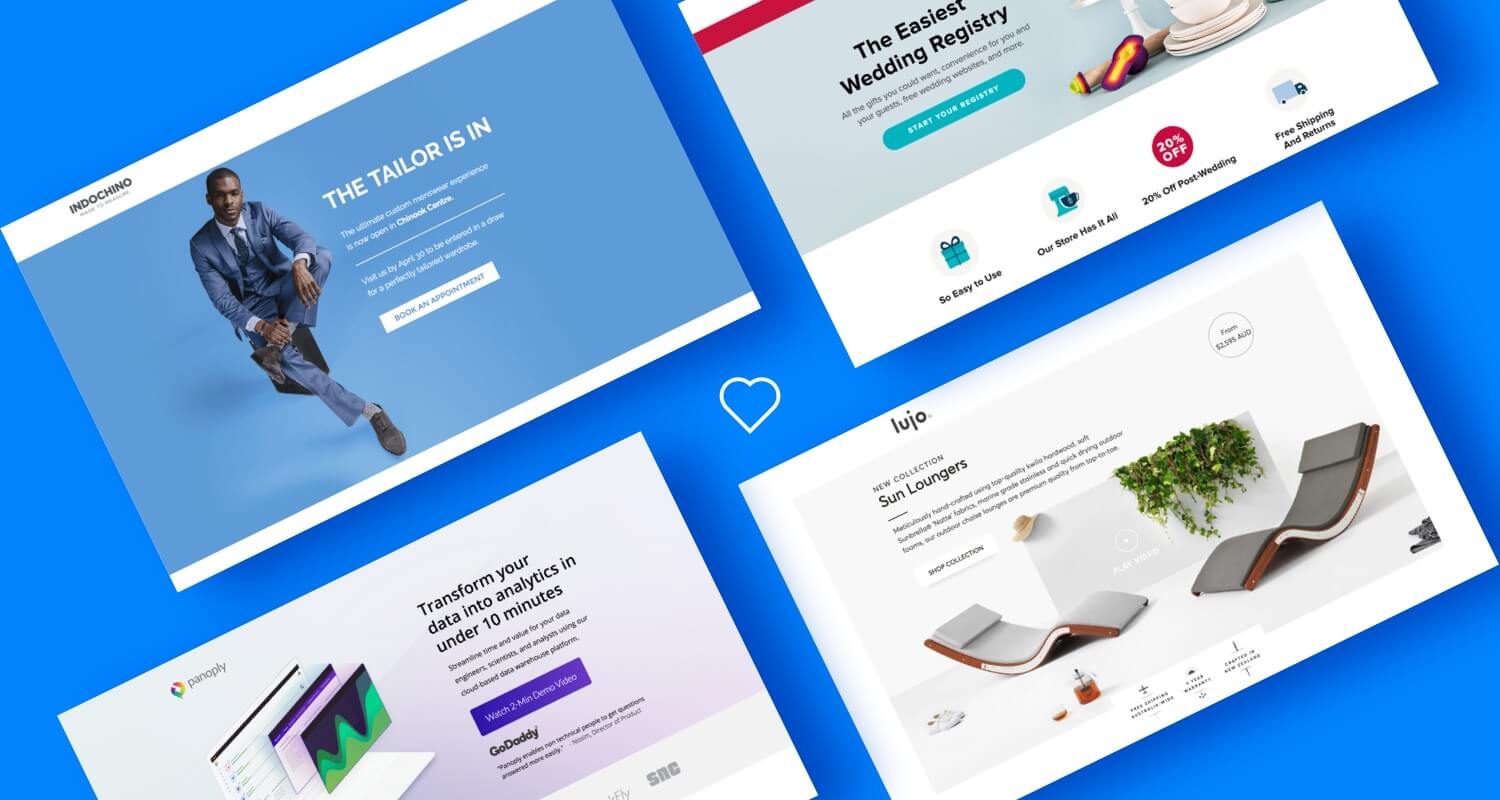 INDOCHINO
MADE TO MEASURE
THE TAILOR IS IN
The ultimate custom menswear experience
is now open in Chinook Centre.
Visit us by April 30 to be entered in a draw
for a perfectly tailored wardrobe.
BOOK AN APPOINTMENT
The Easiest
Wedding Registry
All the gifts you could want, convenience for you and
your guests, free wedding websites, and more.
START YOUR REGISTRY
So Easy to Use
Our Store Has It All
20%
OFF
20% Off Post-Wedding
Free Shipping
And Returns
panoply
Transform your
data into analytics in
under 10 minutes
Streamline time and value for your data
engineers, scientists, and analysts using our
cloud-based data warehouse platform.
Watch 2-Min Demo Video
GoDaddy
"Panoply enables non technical people to get questions
answered more easily." - Nissim, Director of Product
Fly
snc
lujo
From
$2,595 AUD
NEW COLLECTION
Sun Loungers
Meticulously hand-crafted using top-quality kwila hardwood, soft
Sunbrella® 'Natte' fabrics, marine grade stainless and quick drying outdoor
foams, our outdoor chaise lounges are premium quality from top-to-toe.
SHOP COLLECTION
PLAY VIDEO
FREE SHIPPING
AUSTRALIA-WIDE
YEAR
WARRANTY
CRAFTED IN
NEW ZEALAND